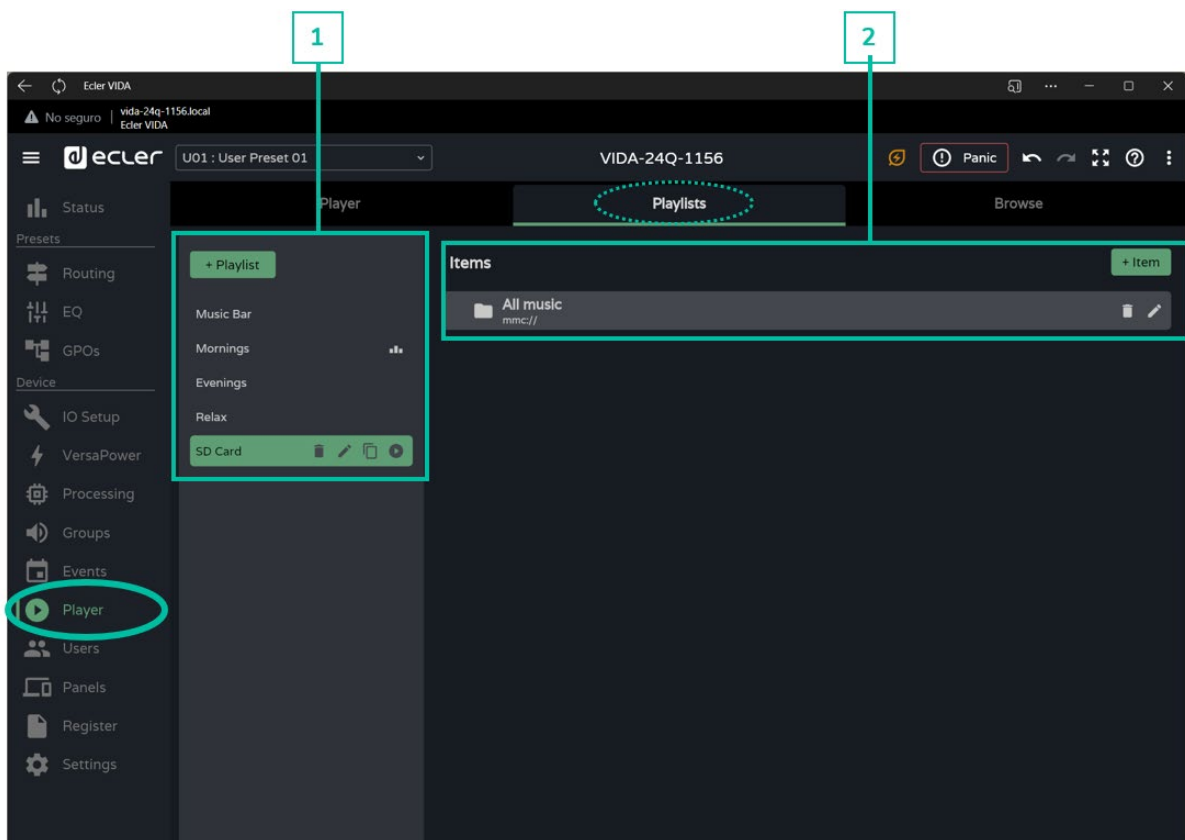 1
2
Ecler VIDA
No seguro
vida-24q-1156.local
Ecler VIDA
ecler
U01 : User Preset 01
VIDA-24Q-1156
Panic
Player
Playlists
Browse
Status
Presets
Routing
EQ
GPOs
Device
IO Setup
VersaPower
Processing
Groups
Events
Player
Users
Panels
Register
Settings
+ Playlist
Music Bar
Mornings
Evenings
Relax
SD Card
Items
+ Item
All music
mmc://